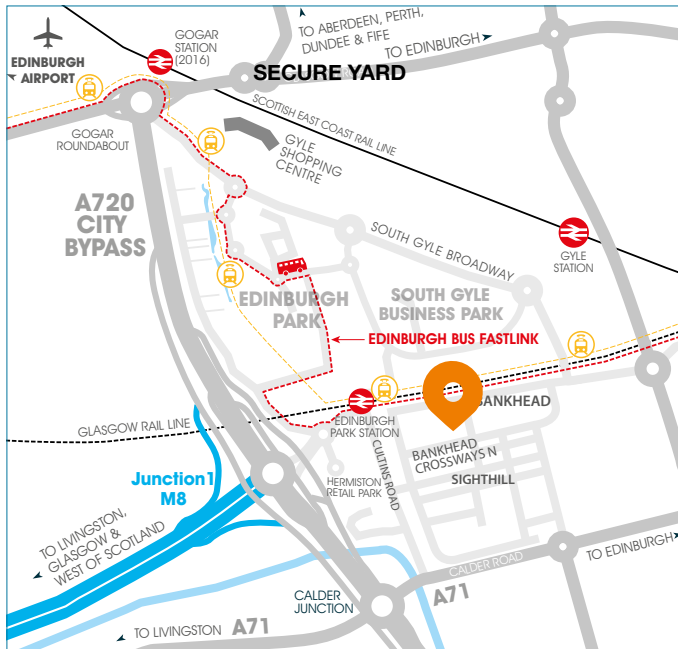 TO ABERDEEN, PERTH,
DUNDEE & FIFE
GOGAR
STATION
(2016)
TO EDINBURGH
EDINBURGH
AIRPORT
SECURE YARD
SCOTTISH EAST COAST RAIL LINE
GOGAR
ROUNDABOUT
GYLE
SHOPPING
CENTRE
A720
CITY
BYPASS
SOUTH GYLE BROADWAY
GYLE
STATION
EDINBURGH
PARK
SOUTH GYLE
BUSINESS PARK
EDINBURGH BUS FASTLINK
BANKHEAD
GLASGOW RAIL LINE
EDINBURGH
PARK STATION
CULTINS ROAD
BANKHEAD
CROSSWAYS N
SIGHTHILL
Junction1
M8
HERMISTON
RETAIL PARK
TO LIVINGSTON,
GLASGOW &
WEST OF SCOTLAND
CALDER ROAD
TO EDINBURGH
A71
CALDER
JUNCTION
TO LIVINGSTON A71